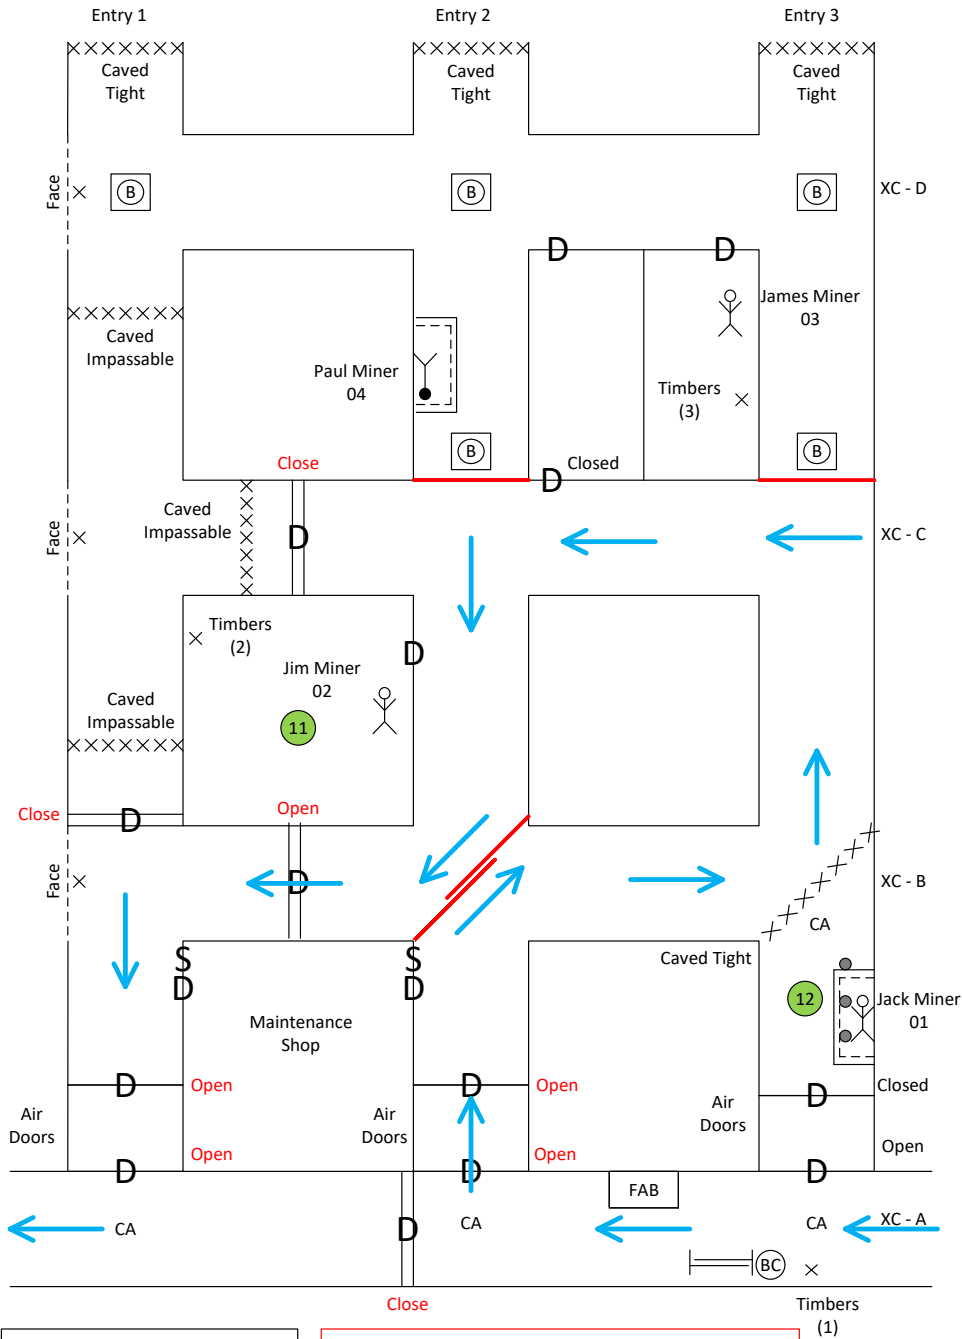 Entry 1
Entry 2
Entry 3
Caved
Tight
Caved
Tight
Caved
Tight
Face
B
B
B
XC - D
D
D
James Miner
03
Caved
Impassable
Paul Miner
04
Timbers
(3)
B
B
Close
D
Closed
Caved
Impassable
Face
D
XC - C
Timbers
(2)
D
Jim Miner
02
Caved
Impassable
11
Close
D
Open
Face
D
XC - B
CA
S
D
S
D
Caved Tight
12
Jack Miner
01
Maintenance
Shop
D
Open
D
Open
Closed
D
Air
Doors
Air
Doors
Air
Doors
Open
D
Open
D
Open
D
FAB
CA
D
CA
CA
XC - A
BC
Close
Timbers
(1)